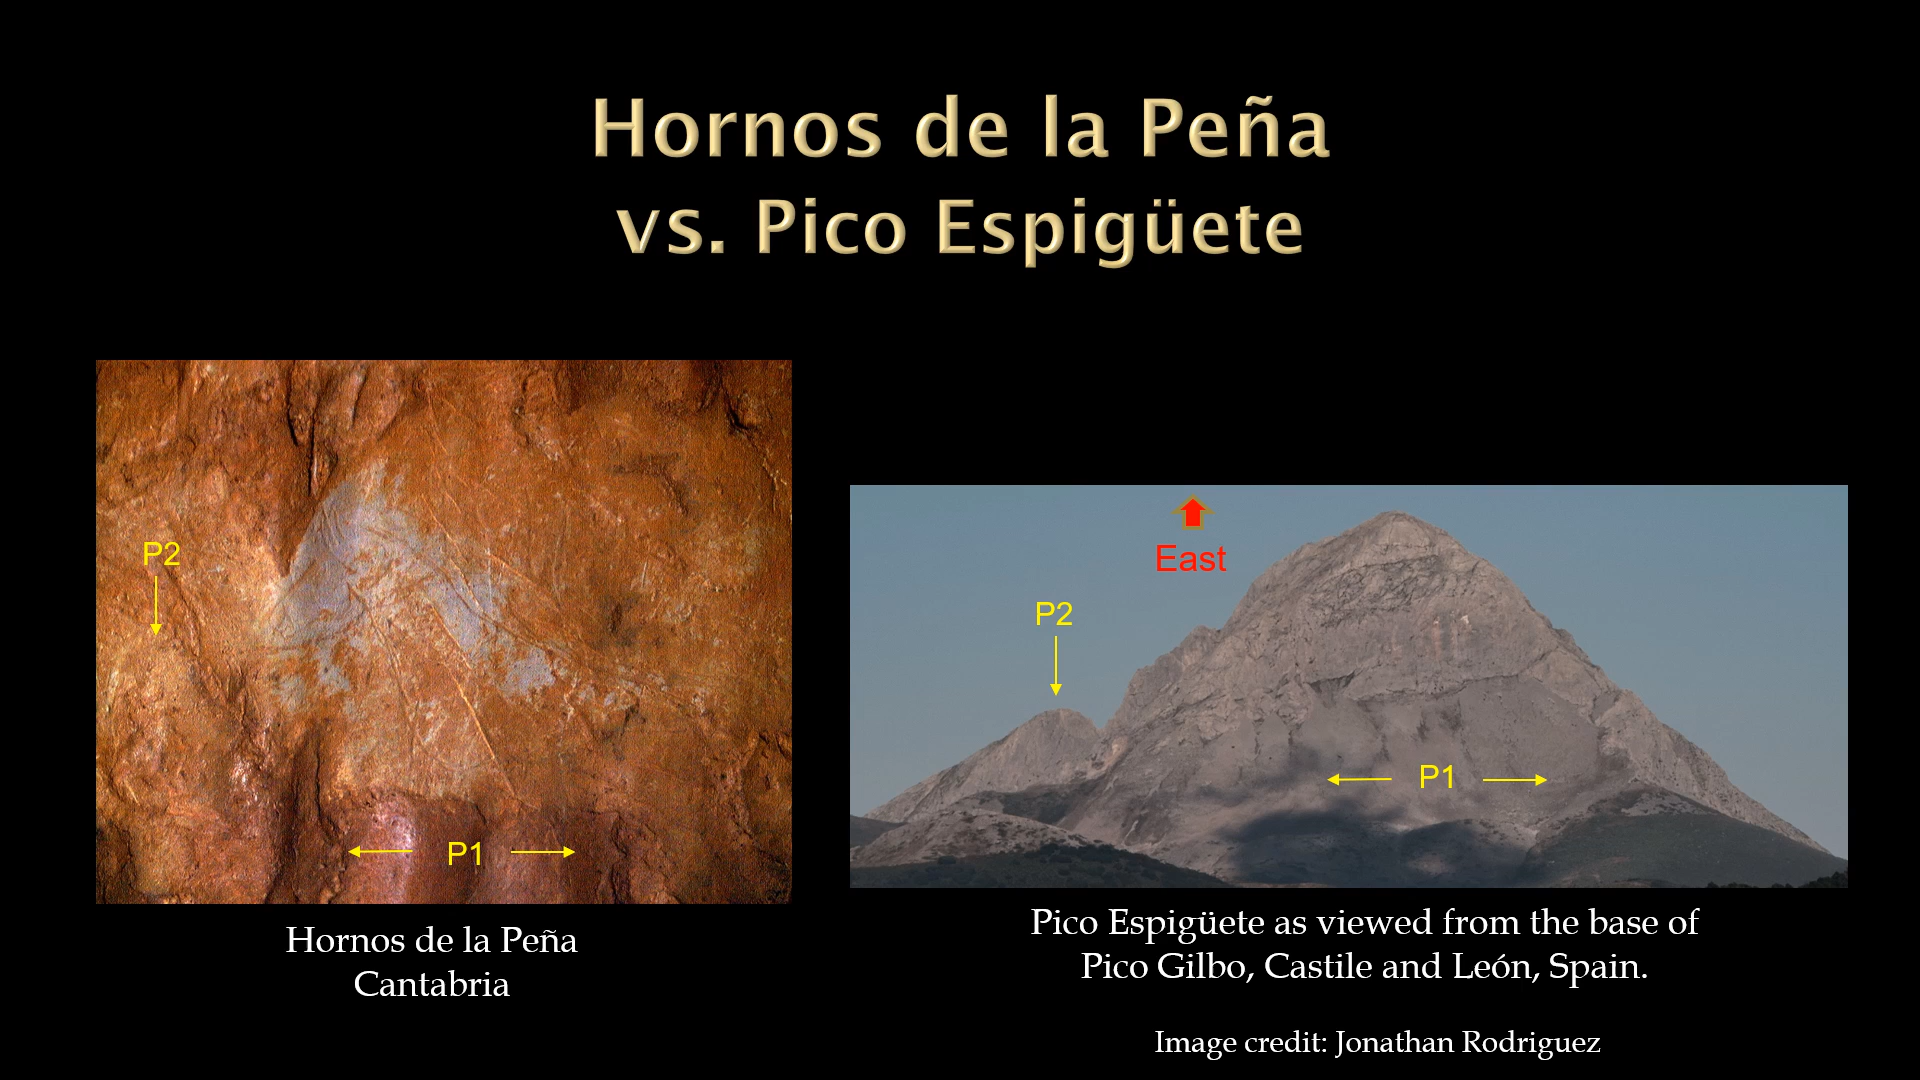 Hornos de la Peña
vs. Pico Espigüete
P2
P1
East
P2
P1
Hornos de la Peña
Cantabria
Pico Espigüete as viewed from the base of
Pico Gilbo, Castile and León, Spain.
Image credit: Jonathan Rodriguez